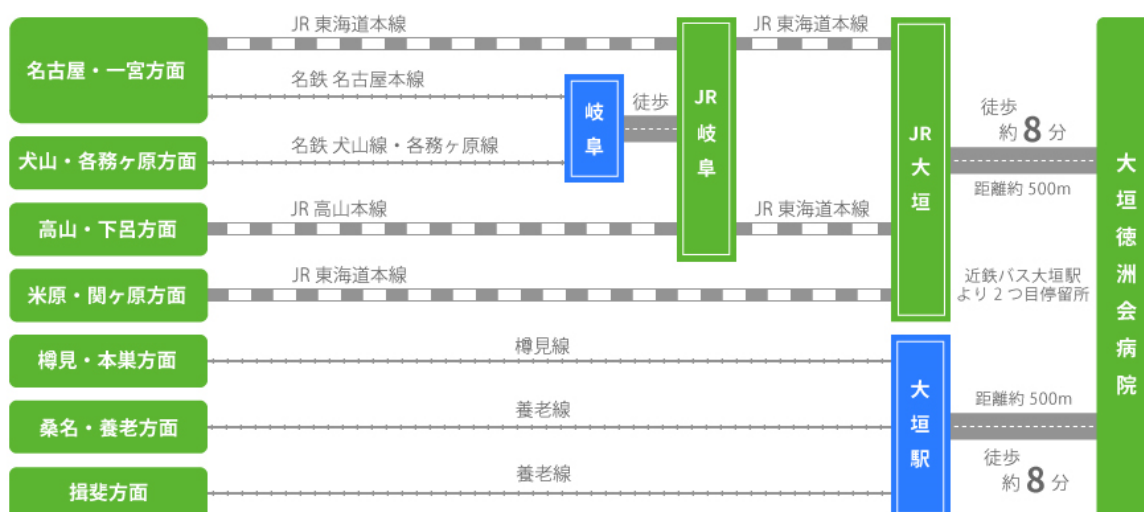 名古屋・一宮方面
犬山・各務ヶ原方面
高山・下呂方面
米原・関ヶ原方面
樽見・本巣方面
桑名・養老方面
揖斐方面
JR 東海道本線
名鉄 名古屋本線
名鉄 犬山線・各務ヶ原線
JR 高山本線
JR 東海道本線
樽見線
養老線
養老線
岐阜
徒歩
JR岐阜
JR 東海道本線
JR 東海道本線
JR大垣
大垣駅
徒歩
約 8 分
距離約 500m
近鉄バス大垣駅
より 2 つ目停留所
距離約 500m
徒歩
約 8 分
大垣徳洲会病院